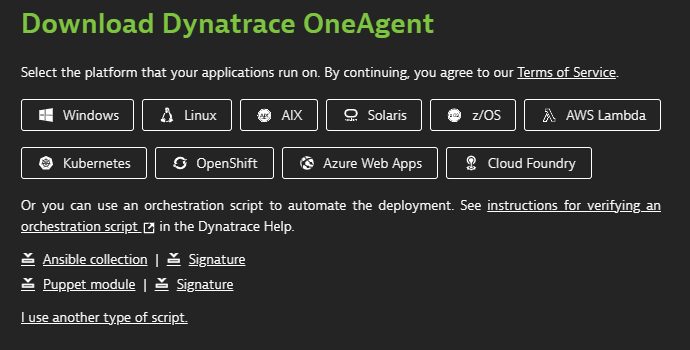 Download Dynatrace OneAgent
Select the platform that your applications run on. By continuing, you agree to our Terms of Service.
Windows Linux AIX Solaris z/OS AWS Lambda
Kubernetes OpenShift Azure Web Apps Cloud Foundry
Or you can use an orchestration script to automate the deployment. See instructions for verifying an
orchestration script in the Dynatrace Help.
Ansible collection | Signature
Puppet module | Signature
I use another type of script.